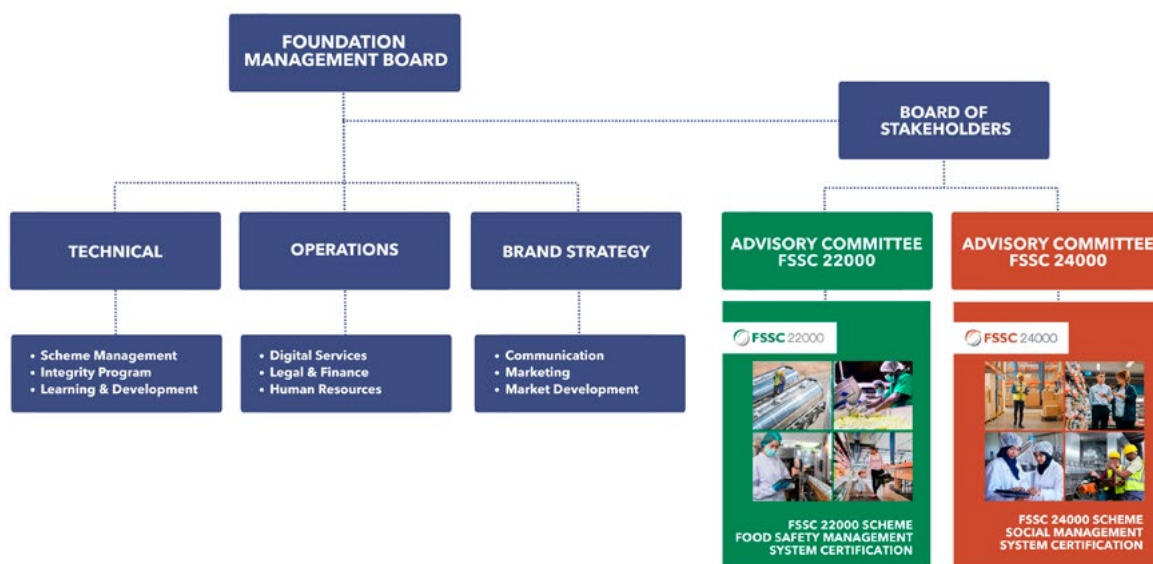 FOUNDATION
MANAGEMENT BOARD
BOARD OF
STAKEHOLDERS
TECHNICAL
OPERATIONS
BRAND STRATEGY
ADVISORY COMMITTEE
FSSC 22000
ADVISORY COMMITTEE
FSSC 24000
• Scheme Management
• Integrity Program
• Learning & Development
• Digital Services
• Legal & Finance
• Human Resources
• Communication
• Marketing
• Market Development
FSSC 22000
FSSC 24000
FSSC 22000 SCHEME
FOOD SAFETY MANAGEMENT
SYSTEM CERTIFICATION
FSSC 24000 SCHEME
SOCIAL MANAGEMENT
SYSTEM CERTIFICATION